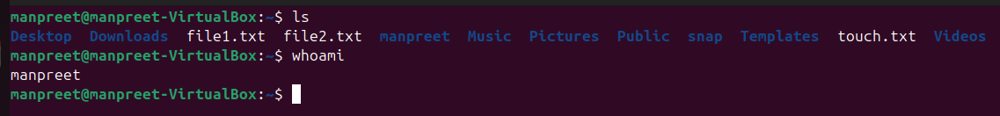 manpreet@manpreet-VirtualBox:~$ ls
Desktop  Downloads  file1.txt  file2.txt  manpreet  Music  Pictures  Public  snap  Templates  touch.txt  Videos
manpreet@manpreet-VirtualBox:~$ whoami
manpreet
manpreet@manpreet-VirtualBox:~$